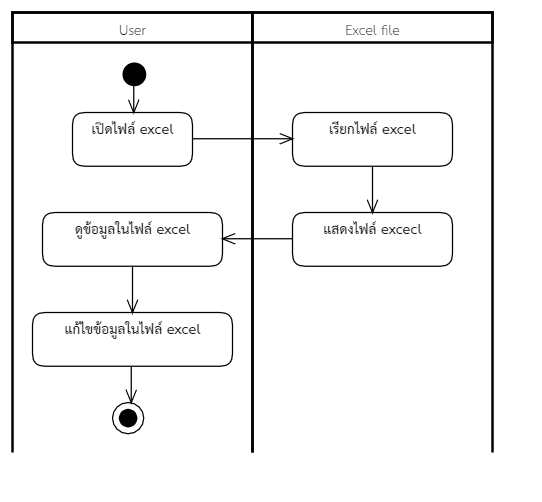 User
Excel file
เปิดไฟล์ excel
เรียกไฟล์ excel
ดูข้อมูลในไฟล์ excel
แสดงไฟล์ excecl
แก้ไขข้อมูลในไฟล์ excel